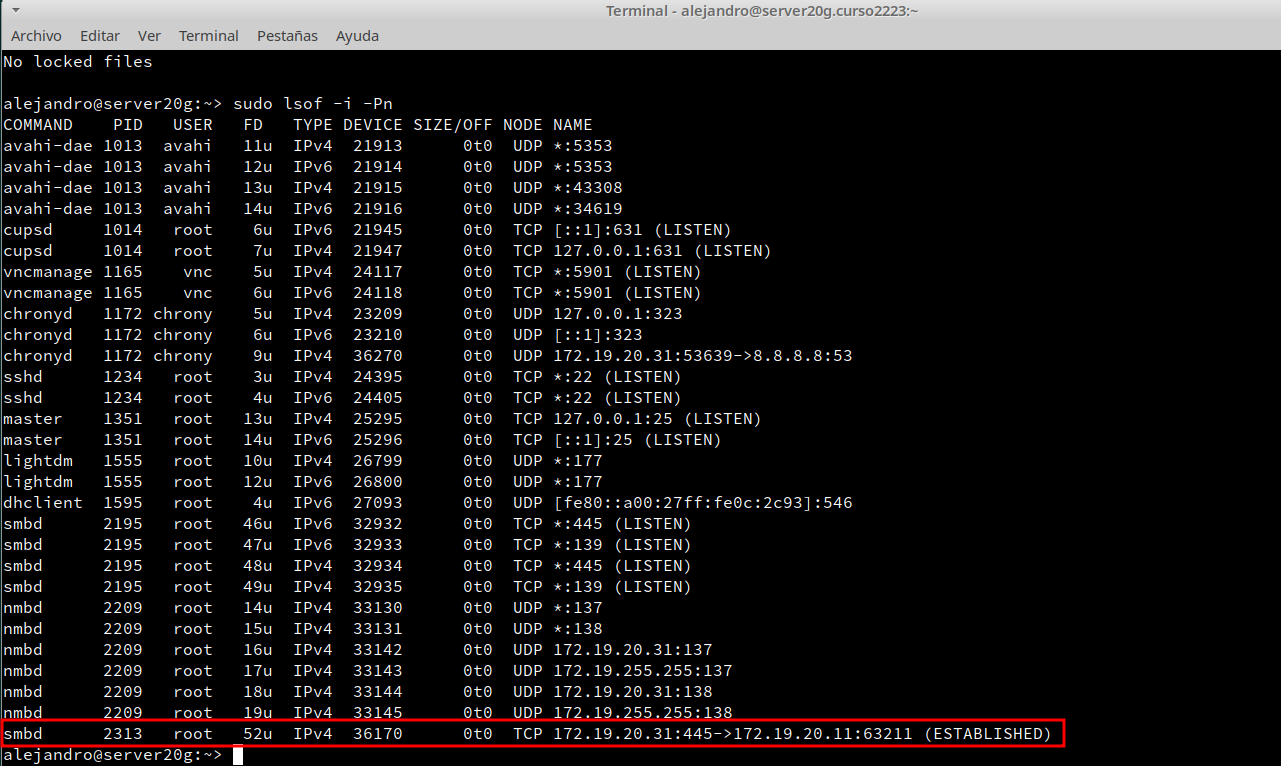 Terminal - alejandro@server20g.curso2223:~
Archivo Editar Ver Terminal Pestañas Ayuda
No locked files
alejandro@server20g:~> sudo lsof -i -Pn
COMMAND PID USER FD TYPE DEVICE SIZE/OFF NODE NAME
avahi-dae 1013 avahi 11u IPv4 21913 0t0 UDP *:5353
avahi-dae 1013 avahi 12u IPv6 21914 0t0 UDP *:5353
avahi-dae 1013 avahi 13u IPv4 21915 0t0 UDP *:43308
avahi-dae 1013 avahi 14u IPv6 21916 0t0 UDP *:34619
cupsd 1014 root 6u IPv6 21945 0t0 TCP [::1]:631 (LISTEN)
cupsd 1014 root 7u IPv4 21947 0t0 TCP 127.0.0.1:631 (LISTEN)
vncmanage 1165 vnc 5u IPv4 24117 0t0 TCP *:5901 (LISTEN)
vncmanage 1165 vnc 6u IPv6 24118 0t0 TCP *:5901 (LISTEN)
chronyd 1172 chrony 5u IPv4 23209 0t0 UDP 127.0.0.1:323
chronyd 1172 chrony 6u IPv6 23210 0t0 UDP [::1]:323
chronyd 1172 chrony 9u IPv4 36270 0t0 UDP 172.19.20.31:53639->8.8.8.8:53
sshd 1234 root 3u IPv4 24395 0t0 TCP *:22 (LISTEN)
sshd 1234 root 4u IPv6 24405 0t0 TCP *:22 (LISTEN)
master 1351 root 13u IPv4 25295 0t0 TCP 127.0.0.1:25 (LISTEN)
master 1351 root 14u IPv6 25296 0t0 TCP [::1]:25 (LISTEN)
lightdm 1555 root 10u IPv4 26799 0t0 UDP *:177
lightdm 1555 root 12u IPv6 26800 0t0 UDP *:177
dhclient 1595 root 4u IPv6 27093 0t0 UDP [fe80::a00:27ff:fe0c:2c93]:546
smbd 2195 root 46u IPv6 32932 0t0 TCP *:445 (LISTEN)
smbd 2195 root 47u IPv6 32933 0t0 TCP *:139 (LISTEN)
smbd 2195 root 48u IPv4 32934 0t0 TCP *:445 (LISTEN)
smbd 2195 root 49u IPv4 32935 0t0 TCP *:139 (LISTEN)
nmbd 2209 root 14u IPv4 33130 0t0 UDP *:137
nmbd 2209 root 15u IPv4 33131 0t0 UDP *:138
nmbd 2209 root 16u IPv4 33142 0t0 UDP 172.19.20.31:137
nmbd 2209 root 17u IPv4 33143 0t0 UDP 172.19.255.255:137
nmbd 2209 root 18u IPv4 33144 0t0 UDP 172.19.20.31:138
nmbd 2209 root 19u IPv4 33145 0t0 UDP 172.19.255.255:138
smbd 2313 root 52u IPv4 36170 0t0 TCP 172.19.20.31:445->172.19.20.11:63211 (ESTABLISHED)
alejandro@server20g:~>